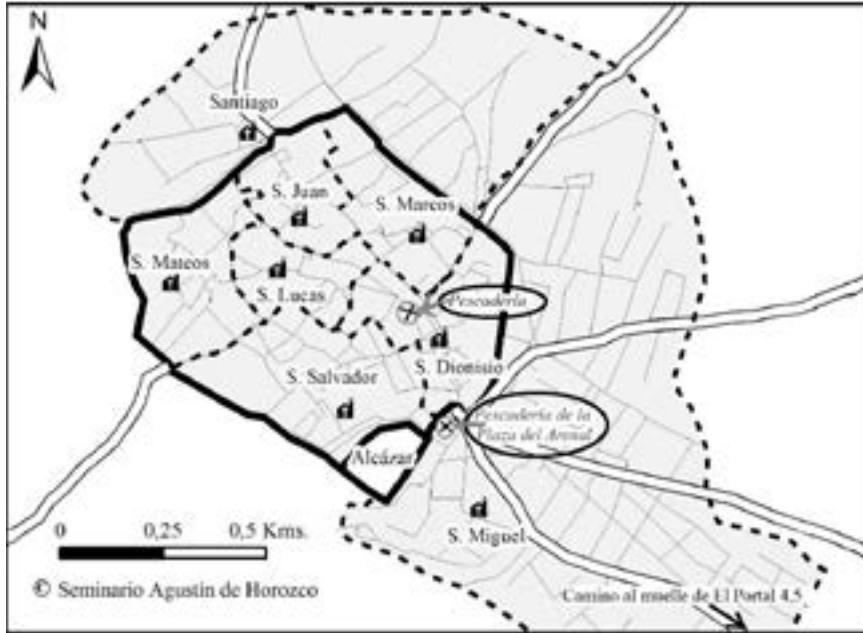 N
Santiago
S. Juan
S. Marcos
S. Mateos
S. Lucas
Pescadería
S. Dionisio
S. Salvador
Pescadería de la
Plaza del Arenal
Alcázar
S. Miguel
0 0,25 0,5 Kms.
© Seminario Agustín de Horozco
Camino al muelle de El Portal 4.5